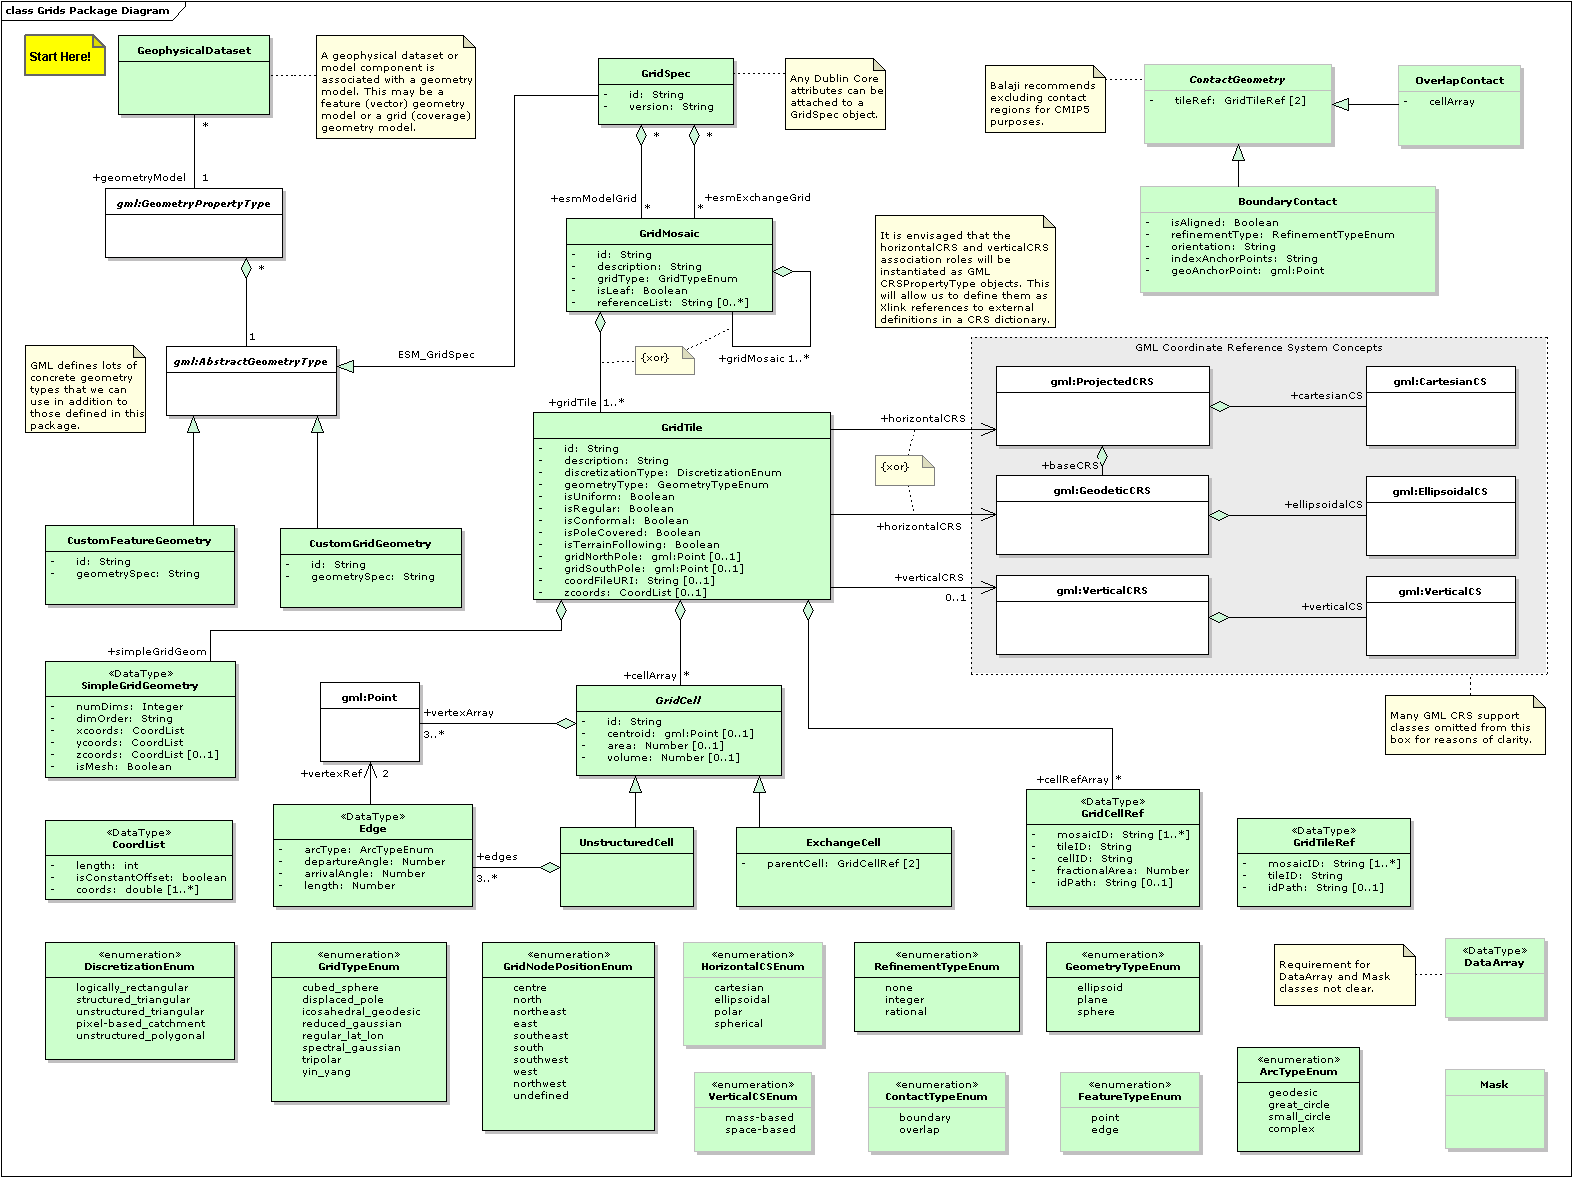 class Grids Package Diagram
Start Here!
GeophysicalDataset
A geophysical dataset or
model component is
associated with a geometry
model. This may be a
feature (vector) geometry
model or a grid (coverage)
geometry model.
*
+geometryModel
1
gml:GeometryPropertyType
*
1
gml:AbstractGeometryType
GML defines lots of
concrete geometry
types that we can
use in addition to
those defined in this
package.
ESM_GridSpec
CustomFeatureGeometry
- id: String
- geometrySpec: String
CustomGridGeometry
- id: String
- geometrySpec: String
GridSpec
- id: String
- version: String
Any Dublin Core
attributes can be
attached to a
GridSpec object.
*
*
+esmModelGrid
*
+esmExchangeGrid
*
GridMosaic
- id: String
- description: String
- gridType: GridTypeEnum
- isLeaf: Boolean
- referenceList: String [0..*]
{xor}
+gridMosaic 1..*
+gridTile 1..*
GridTile
- id: String
- description: String
- discretizationType: DiscretizationEnum
- geometryType: GeometryTypeEnum
- isUniform: Boolean
- isRegular: Boolean
- isConformal: Boolean
- isPoleCovered: Boolean
- isTerrainFollowing: Boolean
- gridNorthPole: gml:Point [0..1]
- gridSouthPole: gml:Point [0..1]
- coordFileURI: String [0..1]
- zcoords: CoordList [0..1]
Balaji recommends
excluding contact
regions for CMIP5
purposes.
ContactGeometry
- tileRef: GridTileRef [2]
OverlapContact
- cellArray
BoundaryContact
- isAligned: Boolean
- refinementType: RefinementTypeEnum
- orientation: String
- indexAnchorPoints: String
- geoAnchorPoint: gml:Point
It is envisaged that the
horizontalCRS and verticalCRS
association roles will be
instantiated as GML
CRSPropertyType objects. This
will allow us to define them as
Xlink references to external
definitions in a CRS dictionary.
GML Coordinate Reference System Concepts
gml:ProjectedCRS
+cartesianCS
gml:CartesianCS
+horizontalCRS
{xor}
+baseCRS
gml:GeodeticCRS
+ellipsoidalCS
gml:EllipsoidalCS
+horizontalCRS
+verticalCRS
0..1
gml:VerticalCRS
+verticalCS
gml:VerticalCS
Many GML CRS support
classes omitted from this
box for reasons of clarity.
+simpleGridGeom
«DataType»
SimpleGridGeometry
- numDims: Integer
- dimOrder: String
- xcoords: CoordList
- ycoords: CoordList
- zcoords: CoordList [0..1]
- isMesh: Boolean
gml:Point
+vertexArray
3..*
+vertexRef
2
+cellArray *
GridCell
- id: String
- centroid: gml:Point [0..1]
- area: Number [0..1]
- volume: Number [0..1]
+cellRefArray *
«DataType»
GridCellRef
- mosaicID: String [1..*]
- tileID: String
- cellID: String
- fractionalArea: Number
- idPath: String [0..1]
«DataType»
GridTileRef
- mosaicID: String [1..*]
- tileID: String
- idPath: String [0..1]
«DataType»
CoordList
- length: int
- isConstantOffset: boolean
- coords: double [1..*]
«DataType»
Edge
- arcType: ArcTypeEnum
- departureAngle: Number
- arrivalAngle: Number
- length: Number
+edges
3..*
UnstructuredCell
ExchangeCell
- parentCell: GridCellRef [2]
«enumeration»
DiscretizationEnum
logically_rectangular
structured_triangular
unstructured_triangular
pixel-based_catchment
unstructured_polygonal
«enumeration»
GridTypeEnum
cubed_sphere
displaced_pole
icosahedral_geodesic
reduced_gaussian
regular_lat_lon
spectral_gaussian
tripolar
yin_yang
«enumeration»
GridNodePositionEnum
centre
north
northeast
east
southeast
south
southwest
west
northwest
undefined
«enumeration»
HorizontalCSEnum
cartesian
ellipsoidal
polar
spherical
«enumeration»
RefinementTypeEnum
none
integer
rational
«enumeration»
GeometryTypeEnum
ellipsoid
plane
sphere
Requirement for
DataArray and Mask
classes not clear.
«DataType»
DataArray
«enumeration»
VerticalCSEnum
mass-based
space-based
«enumeration»
ContactTypeEnum
boundary
overlap
«enumeration»
FeatureTypeEnum
point
edge
«enumeration»
ArcTypeEnum
geodesic
great_circle
small_circle
complex
Mask